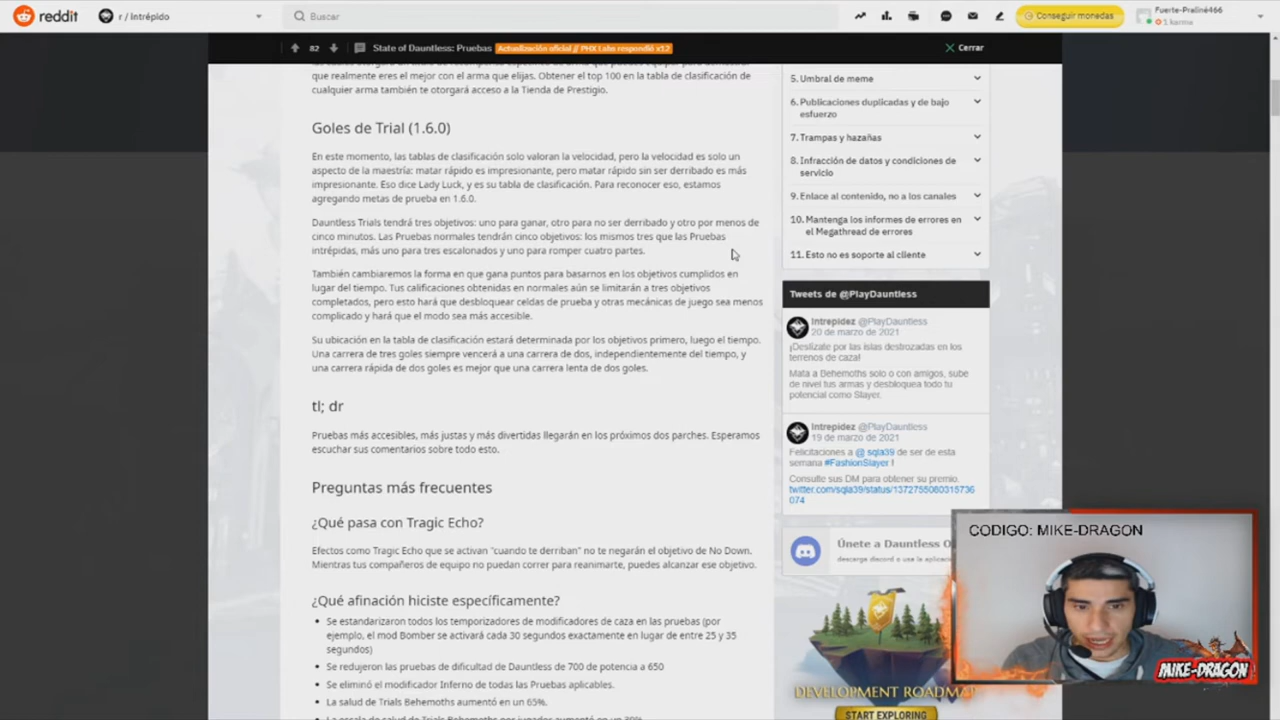 reddit
r / Intrépido
Buscar
Conseguir monedas
Fuerte-Praliné466
1 karma
82
State of Dauntless: Pruebas
Actualización oficial // PHX Labs respondió x12
Cerrar
que realmente eres el mejor con el arma que elijas. Obtener el top 100 en la tabla de clasificación de
cualquier arma también te otorgará acceso a la Tienda de Prestigio.
Goles de Trial (1.6.0)
En este momento, las tablas de clasificación solo valoran la velocidad, pero la velocidad es solo un
aspecto de la maestría: matar rápido es impresionante, pero matar rápido sin ser derribado es más
impresionante. Eso dice Lady Luck, y es su tabla de clasificación. Para reconocer eso, estamos
agregando metas de prueba en 1.6.0.
Dauntless Trials tendrá tres objetivos: uno para ganar, otro para no ser derribado y otro por menos de
cinco minutos. Las Pruebas normales tendrán cinco objetivos: los mismos tres que las Pruebas
intrépidas, más uno para tres escalonados y uno para romper cuatro partes.
También cambiaremos la forma en que gana puntos para basarnos en los objetivos cumplidos en
lugar del tiempo. Tus calificaciones obtenidas en normales aún se limitarán a tres objetivos
completados, pero esto hará que desbloquear celdas de prueba y otras mecánicas de juego sea menos
complicado y hará que el modo sea más accesible.
Su ubicación en la tabla de clasificación estará determinada por los objetivos primero, luego el tiempo.
Una carrera de tres goles siempre vencerá a una carrera de dos, independientemente del tiempo, y
una carrera rápida de dos goles es mejor que una carrera lenta de dos goles.
tl; dr
Pruebas más accesibles, más justas y más divertidas llegarán en los próximos dos parches. Esperamos
escuchar sus comentarios sobre todo esto.
Preguntas más frecuentes
¿Qué pasa con Tragic Echo?
Efectos como Tragic Echo que se activan "cuando te derriban" no te negarán el objetivo de No Down.
Mientras tus compañeros de equipo no puedan correr para reanimarte, puedes alcanzar ese objetivo.
¿Qué afinación hiciste específicamente?
Se estandarizaron todos los temporizadores de modificadores de caza en las pruebas (por
ejemplo, el mod Bomber se activará cada 30 segundos exactamente en lugar de entre 25 y 35
segundos)
Se redujeron las pruebas de dificultad de Dauntless de 700 de potencia a 650
Se eliminó el modificador Inferno de todas las Pruebas aplicables.
La salud de Trials Behemoths aumentó en un 65%.
5. Umbral de meme
6. Publicaciones duplicadas y de bajo
esfuerzo
7. Trampas y hazañas
8. Infracción de datos y condiciones de
servicio
9. Enlace al contenido, no a los canales
10. Mantenga los informes de errores en
el Megathread de errores
11. Esto no es soporte al cliente
Tweets de @PlayDauntless
Intrepidez @PlayDauntless
20 de marzo de 2021
¡Deslízate por las islas destrozadas en los
terrenos de caza!
Mata a Behemoths solo o con amigos, sube
de nivel tus armas y desbloquea todo tu
potencial como Slayer.
Intrepidez @PlayDauntless
19 de marzo de 2021
Felicitaciones a @ sqla39 de ser de esta
semana #FashionSlayer !
Consulte sus DM para obtener su premio.
twitter.com/sqla39/status/1372755080315736
074
Únete a Dauntless
descarga discord o usa la
DEVELOPMENT ROADMAP
START EXPLORING
CODIGO: MIKE-DRAGON
MIKE-DRAGON